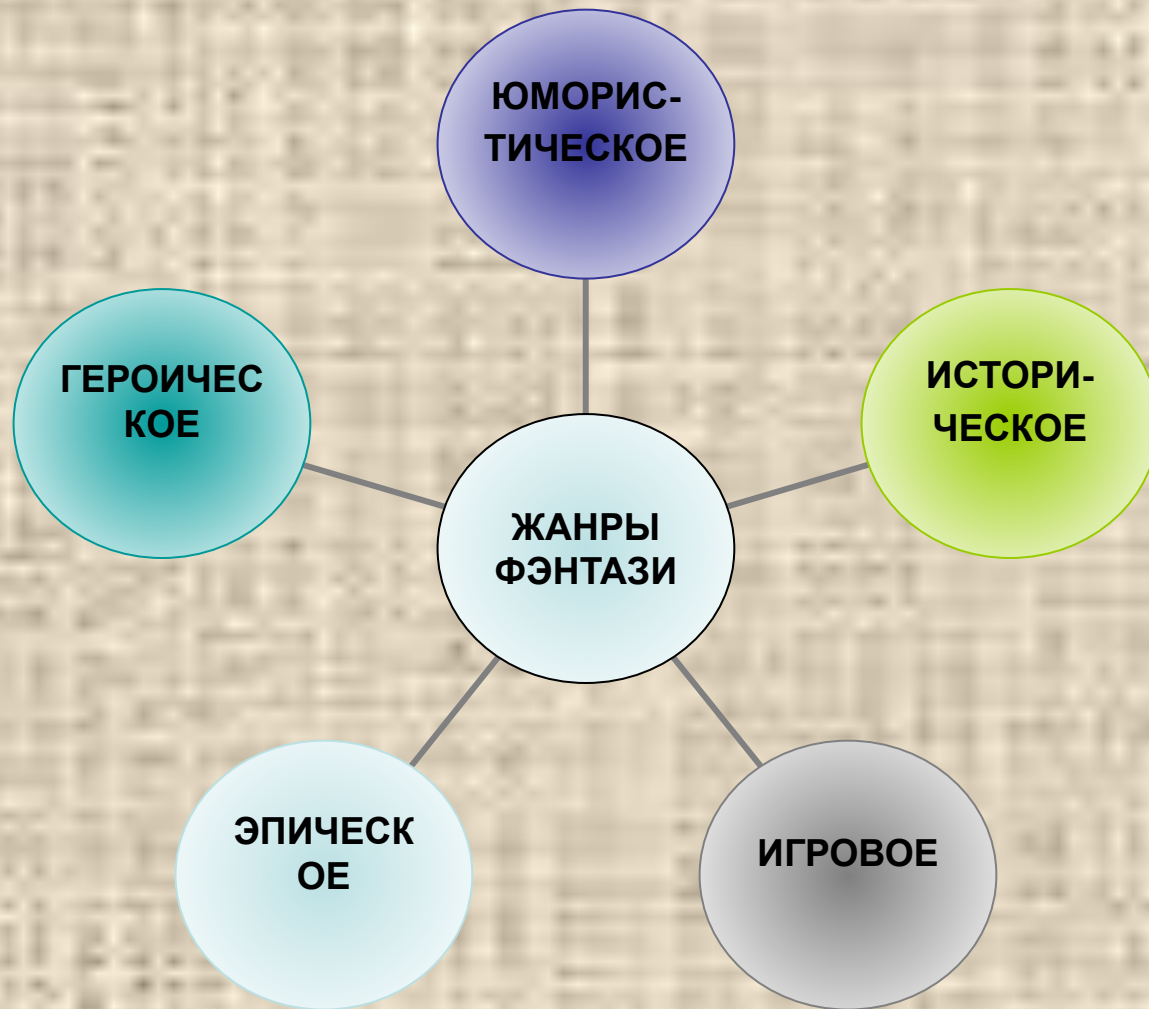 ЮМОРИС-
ТИЧЕСКОЕ
ГЕРОИЧЕС
КОЕ
ИСТОРИ-
ЧЕСКОЕ
ЖАНРЫ
ФЭНТАЗИ
ЭПИЧЕСК
ОЕ
ИГРОВОЕ